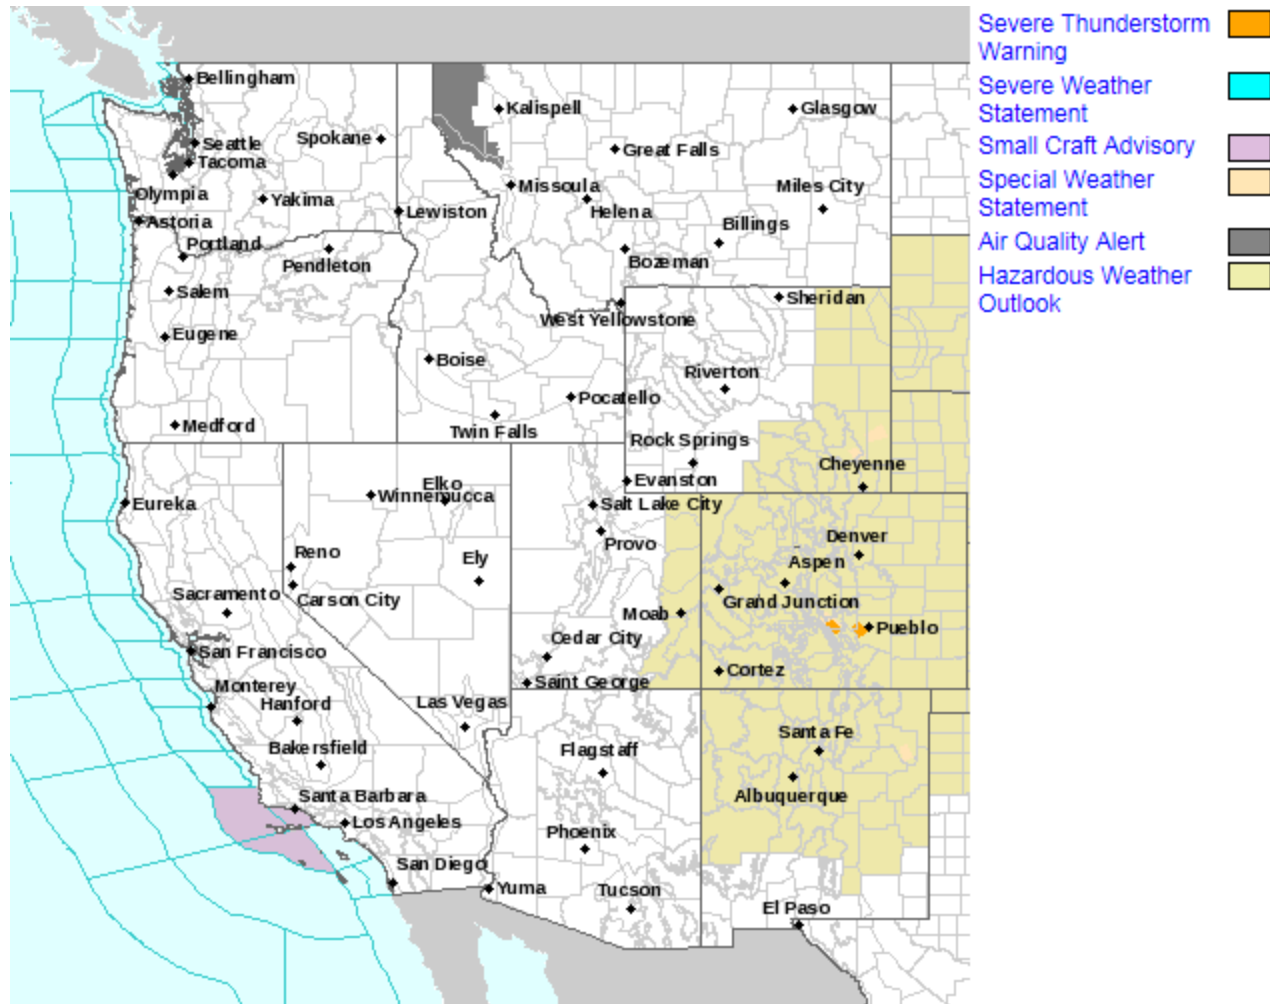 Severe Thunderstorm
Warning
Severe Weather
Statement
Small Craft Advisory
Special Weather
Statement
Air Quality Alert
Hazardous Weather
Outlook
Bellingham
Kalispell
Glasgow
Seattle
Spokane
Great Falls
Tacoma
Olympia
Yakima
Missoula
Miles City
Astoria
Lewiston
Helena
Billings
Portland
Pendleton
Bozeman
Salem
Sheridan
Eugene
West Yellowstone
Boise
Riverton
Pocatello
Medford
Twin Falls
Rock Springs
Cheyenne
Elko
Evanston
Eureka
Winnemucca
Salt Lake City
Provo
Denver
Reno
Ely
Aspen
Sacramento
Carson City
Grand Junction
Moab
Pueblo
San Francisco
Cedar City
Cortez
Monterey
Saint George
Hanford
Las Vegas
Santa Fe
Bakersfield
Flagstaff
Santa Barbara
Albuquerque
Los Angeles
Phoenix
San Diego
Yuma
Tucson
El Paso